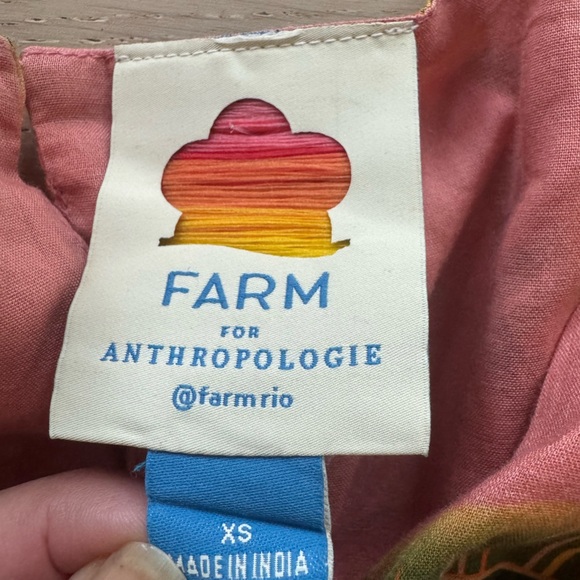 FARM
FOR
ANTHROPOLOGIE
@farmrio
XS
MADE IN INDIA